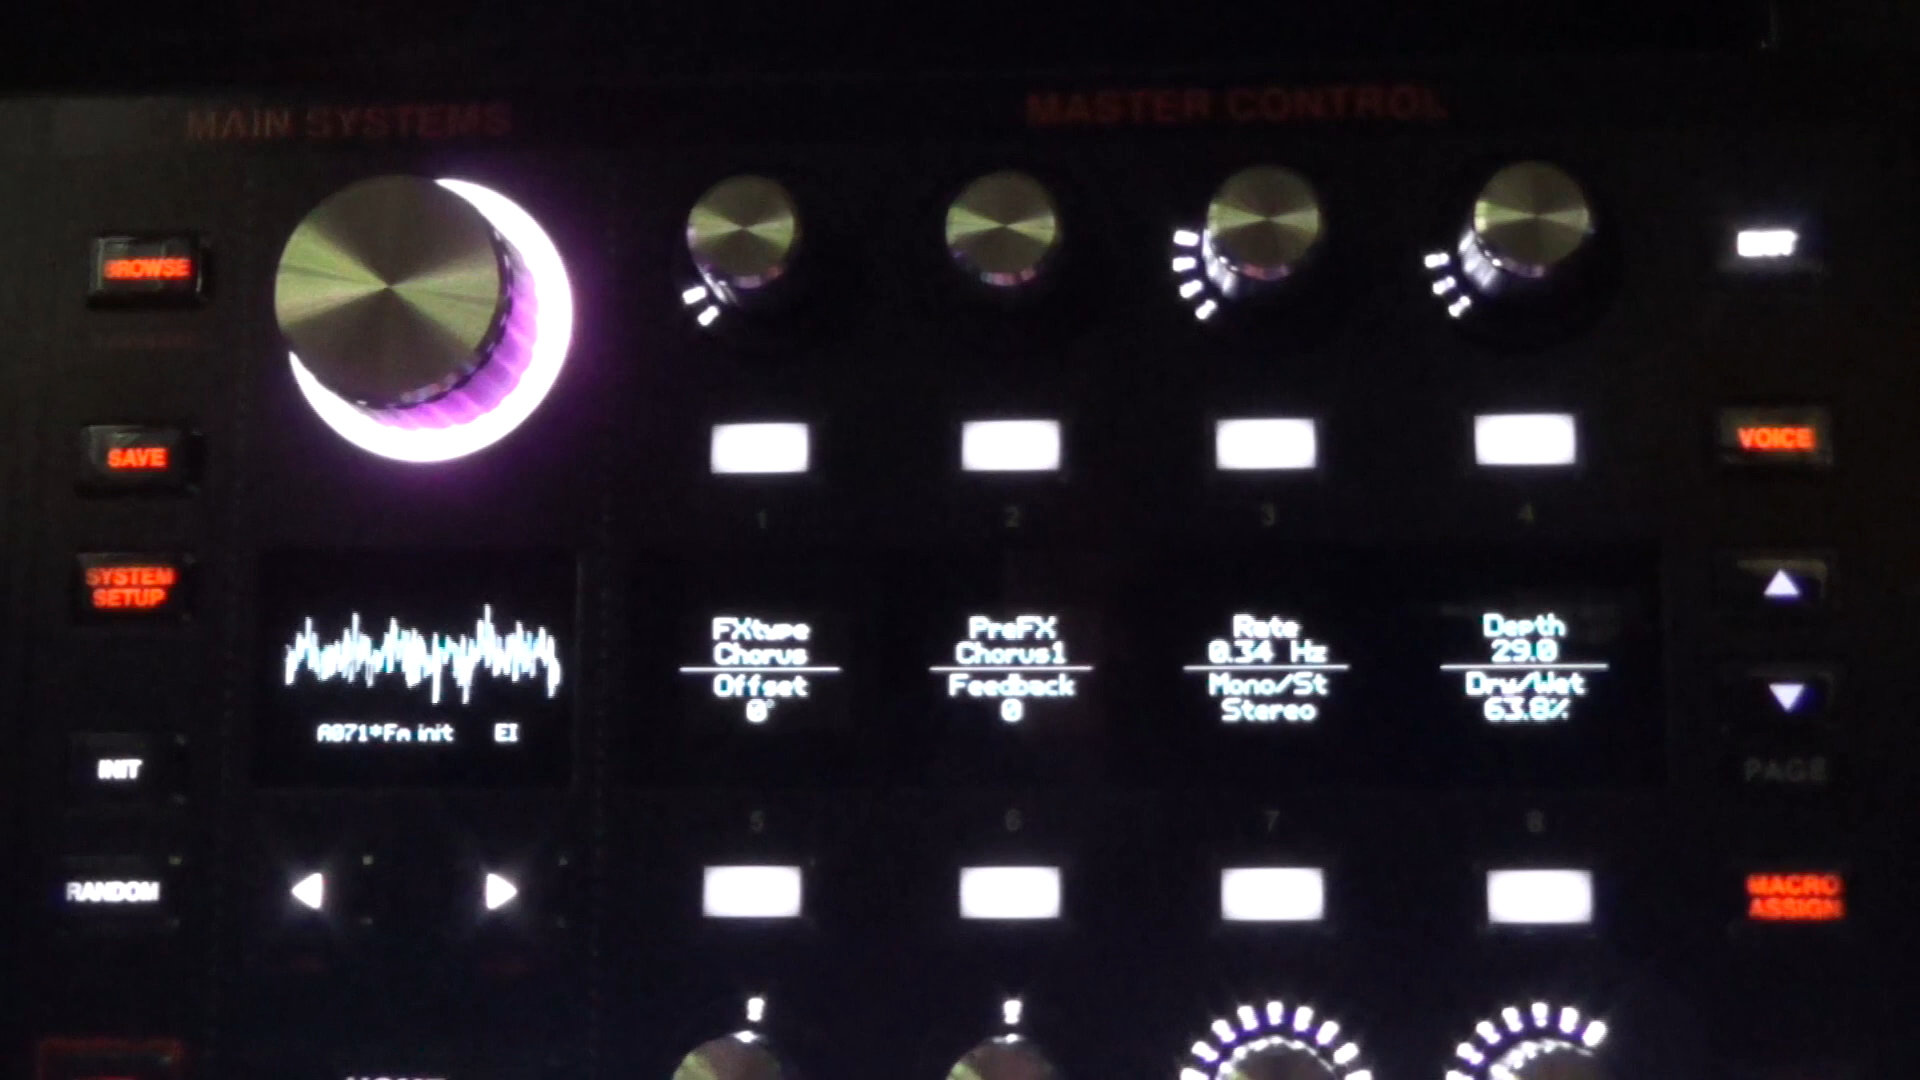 MAIN SYSTEMS
MASTER CONTROL
BROWSE
EXIT
SAVE
VOICE
1 2 3 4
SYSTEM
SETUP
FXtype
Chorus
Offset
0°
PreFX
Chorus1
Feedback
0
Rate
0.34 Hz
Mono/St
Stereo
Depth
29.0
Dry/Wet
63.8%
A071*Fm init EI
INIT
PAGE
5 6 7 8
RANDOM
MACRO
ASSIGN